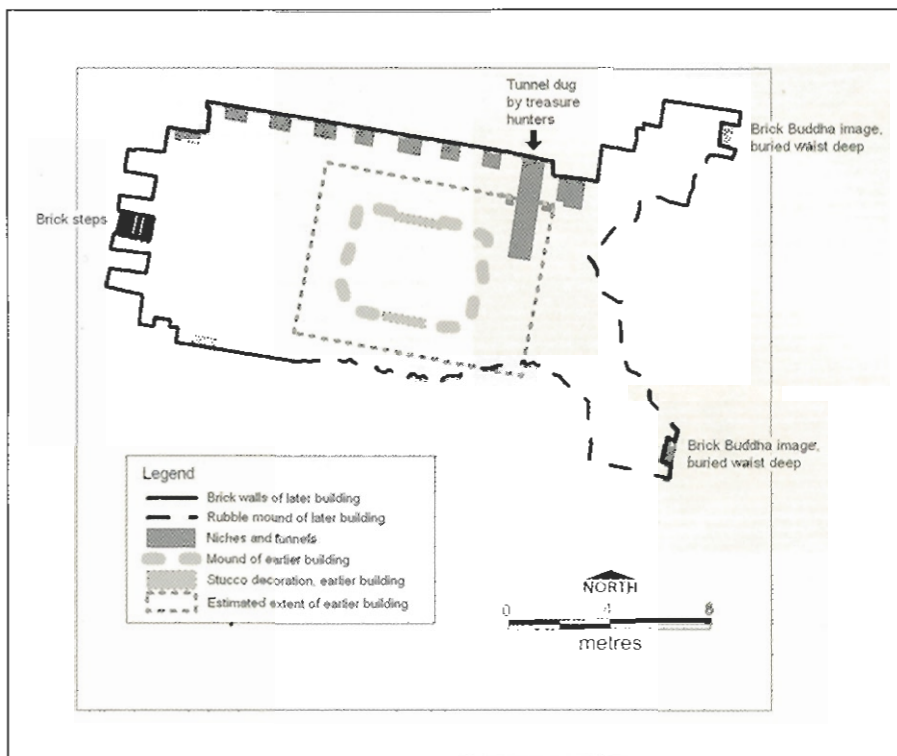 Tunnel dug
by treasure
hunters
Brick Buddha image,
buried waist deep
Brick steps
Brick Buddha image,
buried waist deep
Legend
Brick walls of later building
Rubble mound of later building
Niches and tunnels
Mound of earlier building
Stucco decoration, earlier building
Estimated extent of earlier building
NORTH
0 4 8
metres